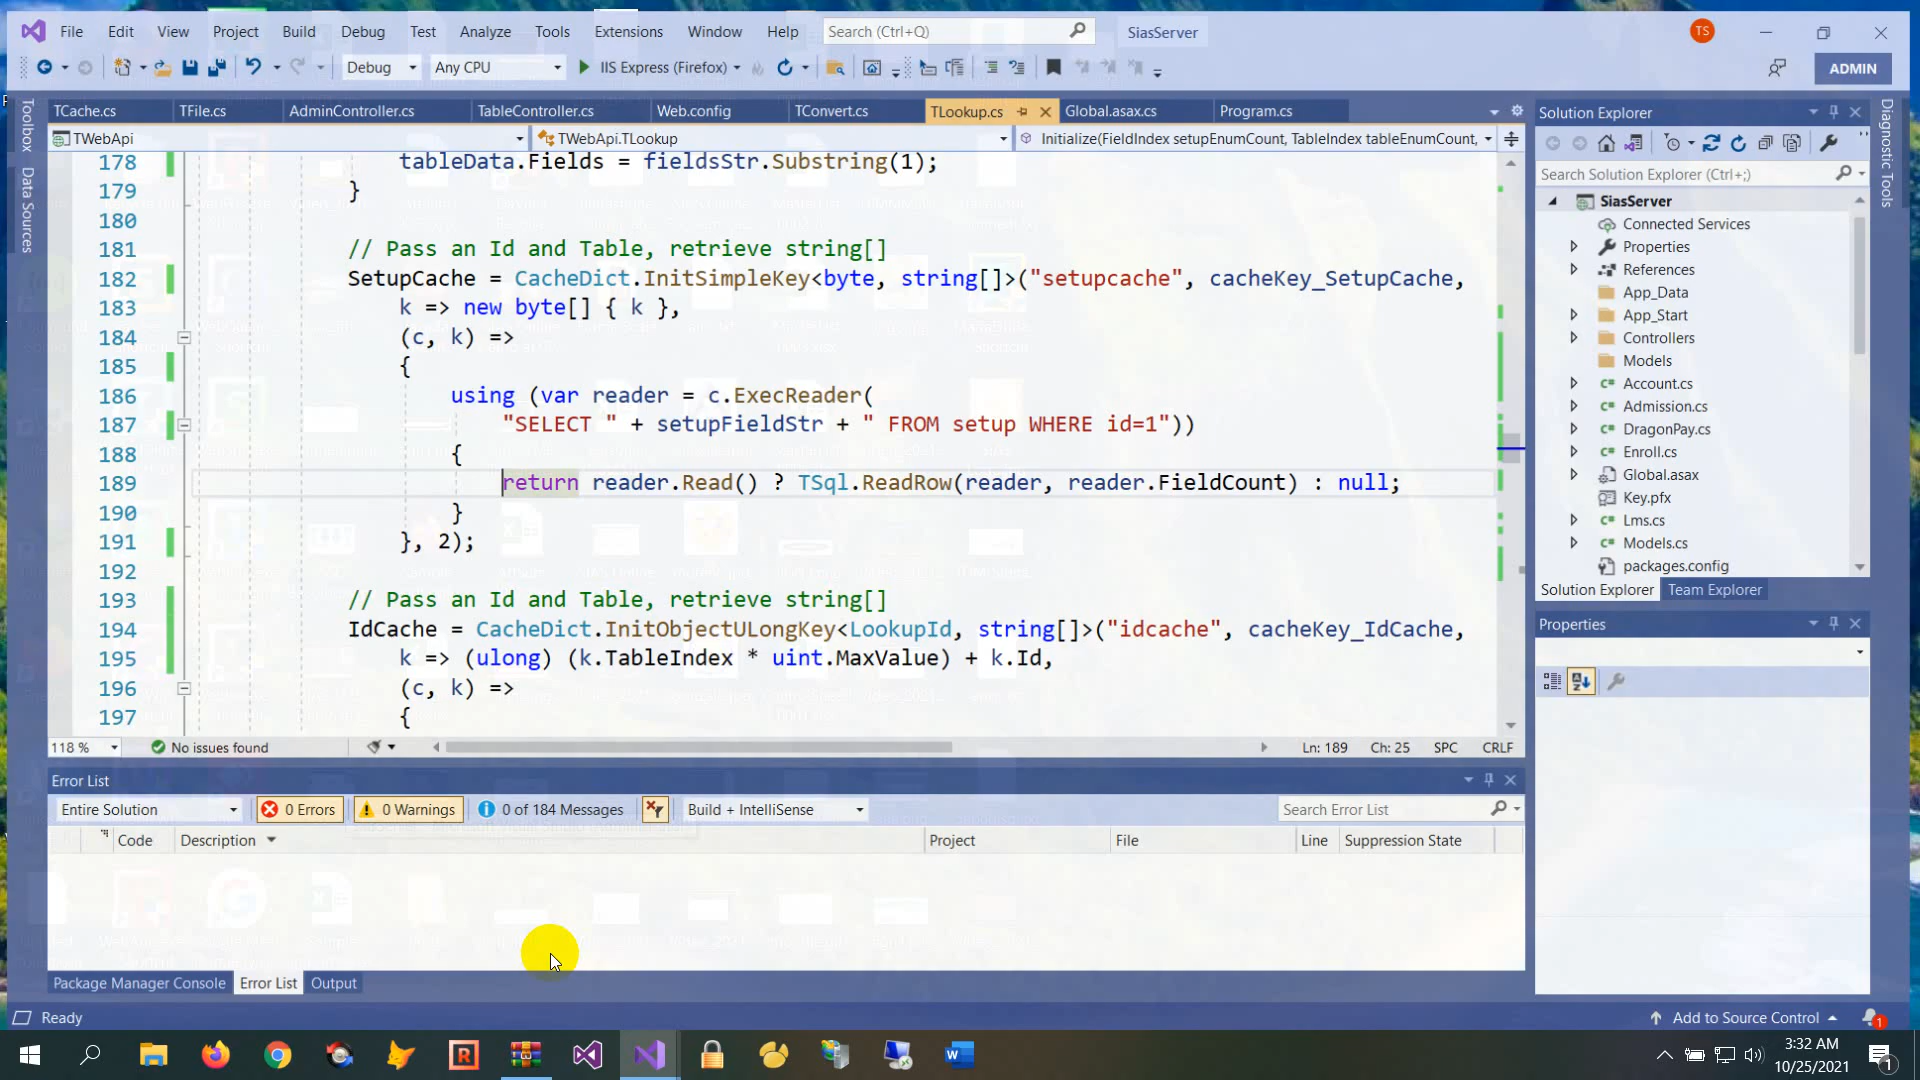 File Edit View Project Build Debug Test Analyze Tools Extensions Window Help Search (Ctrl+Q) SiasServer TS
Debug Any CPU IIS Express (Firefox) ADMIN
TCache.cs TFile.cs AdminController.cs TableController.cs Web.config TConvert.cs TLookup.cs Global.asax.cs Program.cs
TWebApi TWebApi.TLookup Initialize(FieldIndex setupEnumCount, TableIndex tableEnumCount,
Toolbox
Data Sources
178 tableData.Fields = fieldsStr.Substring(1);
179 }
180
181 // Pass an Id and Table, retrieve string[]
182 SetupCache = CacheDict.InitSimpleKey<byte, string[]>("setupcache", cacheKey_SetupCache,
183 k => new byte[] { k },
184 (c, k) =>
185 {
186 using (var reader = c.ExecReader(
187 "SELECT " + setupFieldStr + " FROM setup WHERE id=1"))
188 {
189 return reader.Read() ? TSql.ReadRow(reader, reader.FieldCount) : null;
190 }
191 }, 2);
192
193 // Pass an Id and Table, retrieve string[]
194 IdCache = CacheDict.InitObjectULongKey<LookupId, string[]>("idcache", cacheKey_IdCache,
195 k => (ulong) (k.TableIndex * uint.MaxValue) + k.Id,
196 (c, k) =>
197 {
118 % No issues found Ln: 189 Ch: 25 SPC CRLF
Error List
Entire Solution 0 Errors 0 Warnings 0 of 184 Messages Build + IntelliSense Search Error List
Code Description Project File Line Suppression State
Package Manager Console Error List Output
Solution Explorer
Search Solution Explorer (Ctrl+;)
SiasServer
Connected Services
Properties
References
App_Data
App_Start
Controllers
Models
Account.cs
Admission.cs
DragonPay.cs
Enroll.cs
Global.asax
Key.pfx
Lms.cs
Models.cs
packages.config
Solution Explorer Team Explorer
Properties
Diagnostic Tools
Ready Add to Source Control 1
3:32 AM
10/25/2021
1